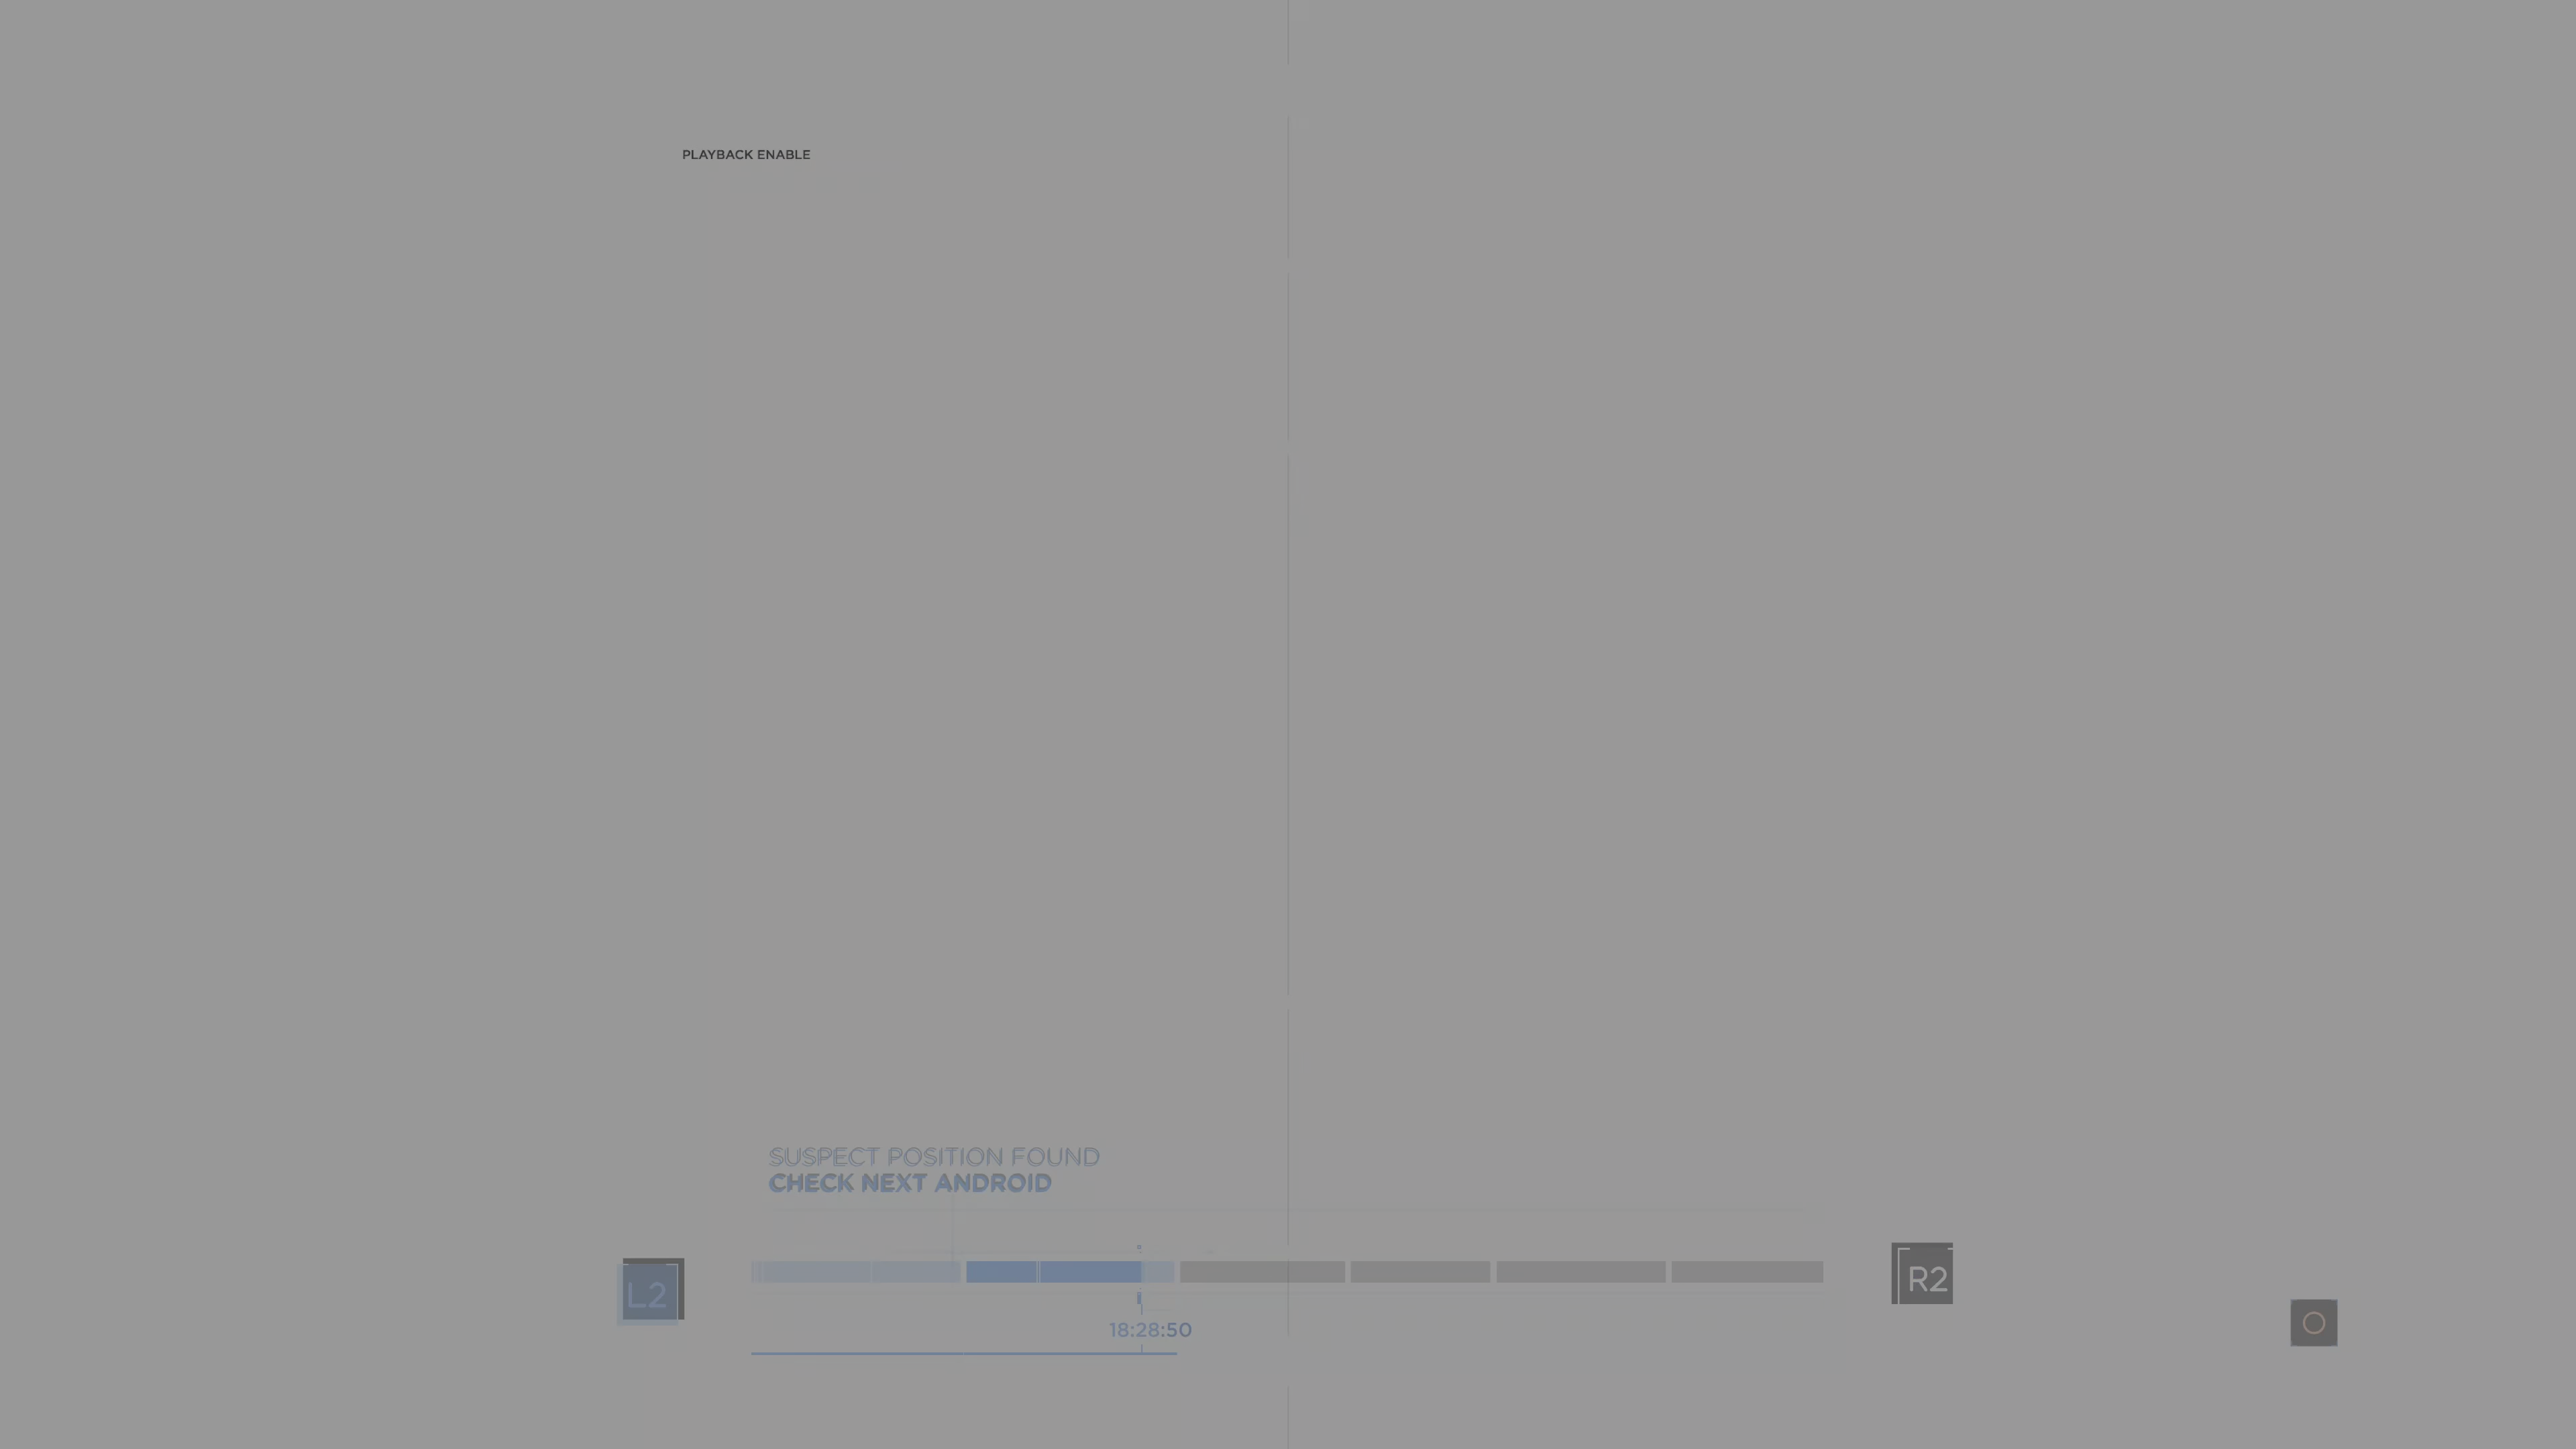 PLAYBACK ENABLE
SUSPECT POSITION FOUND
CHECK NEXT ANDROID
L2
R2
18:28:50